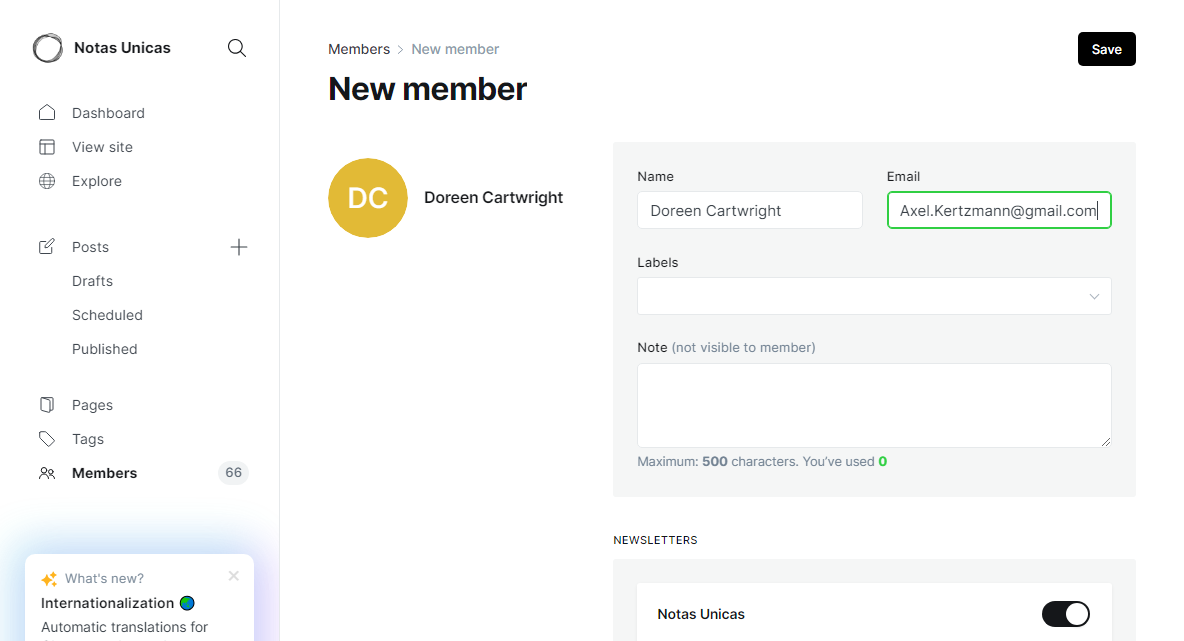 Notas Unicas
Dashboard
View site
Explore
Posts
Drafts
Scheduled
Published
Pages
Tags
Members
66
What's new?
Internationalization
Automatic translations for
Members > New member
Save
New member
DC
Doreen Cartwright
Name
Email
Doreen Cartwright
Axel.Kertzmann@gmail.com
Labels
Note (not visible to member)
Maximum: 500 characters. You’ve used 0
NEWSLETTERS
Notas Unicas